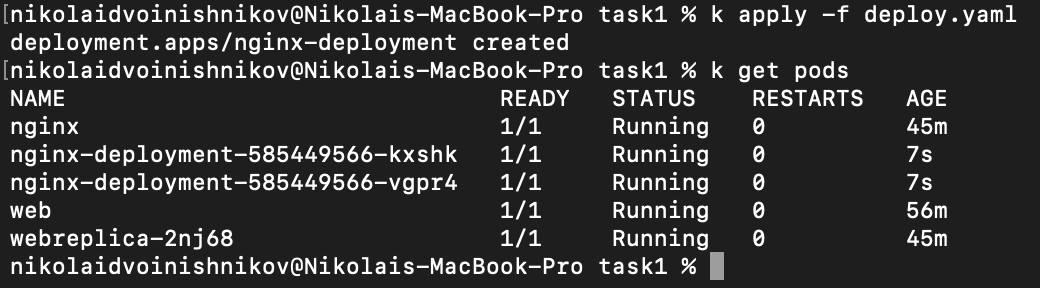 [nikolaidvoinishnikov@Nikolais-MacBook-Pro task1 % k apply -f deploy.yaml
deployment.apps/nginx-deployment created
[nikolaidvoinishnikov@Nikolais-MacBook-Pro task1 % k get pods
NAME READY STATUS RESTARTS AGE
nginx 1/1 Running 0 45m
nginx-deployment-585449566-kxshk 1/1 Running 0 7s
nginx-deployment-585449566-vgpr4 1/1 Running 0 7s
web 1/1 Running 0 56m
webreplica-2nj68 1/1 Running 0 45m
nikolaidvoinishnikov@Nikolais-MacBook-Pro task1 %